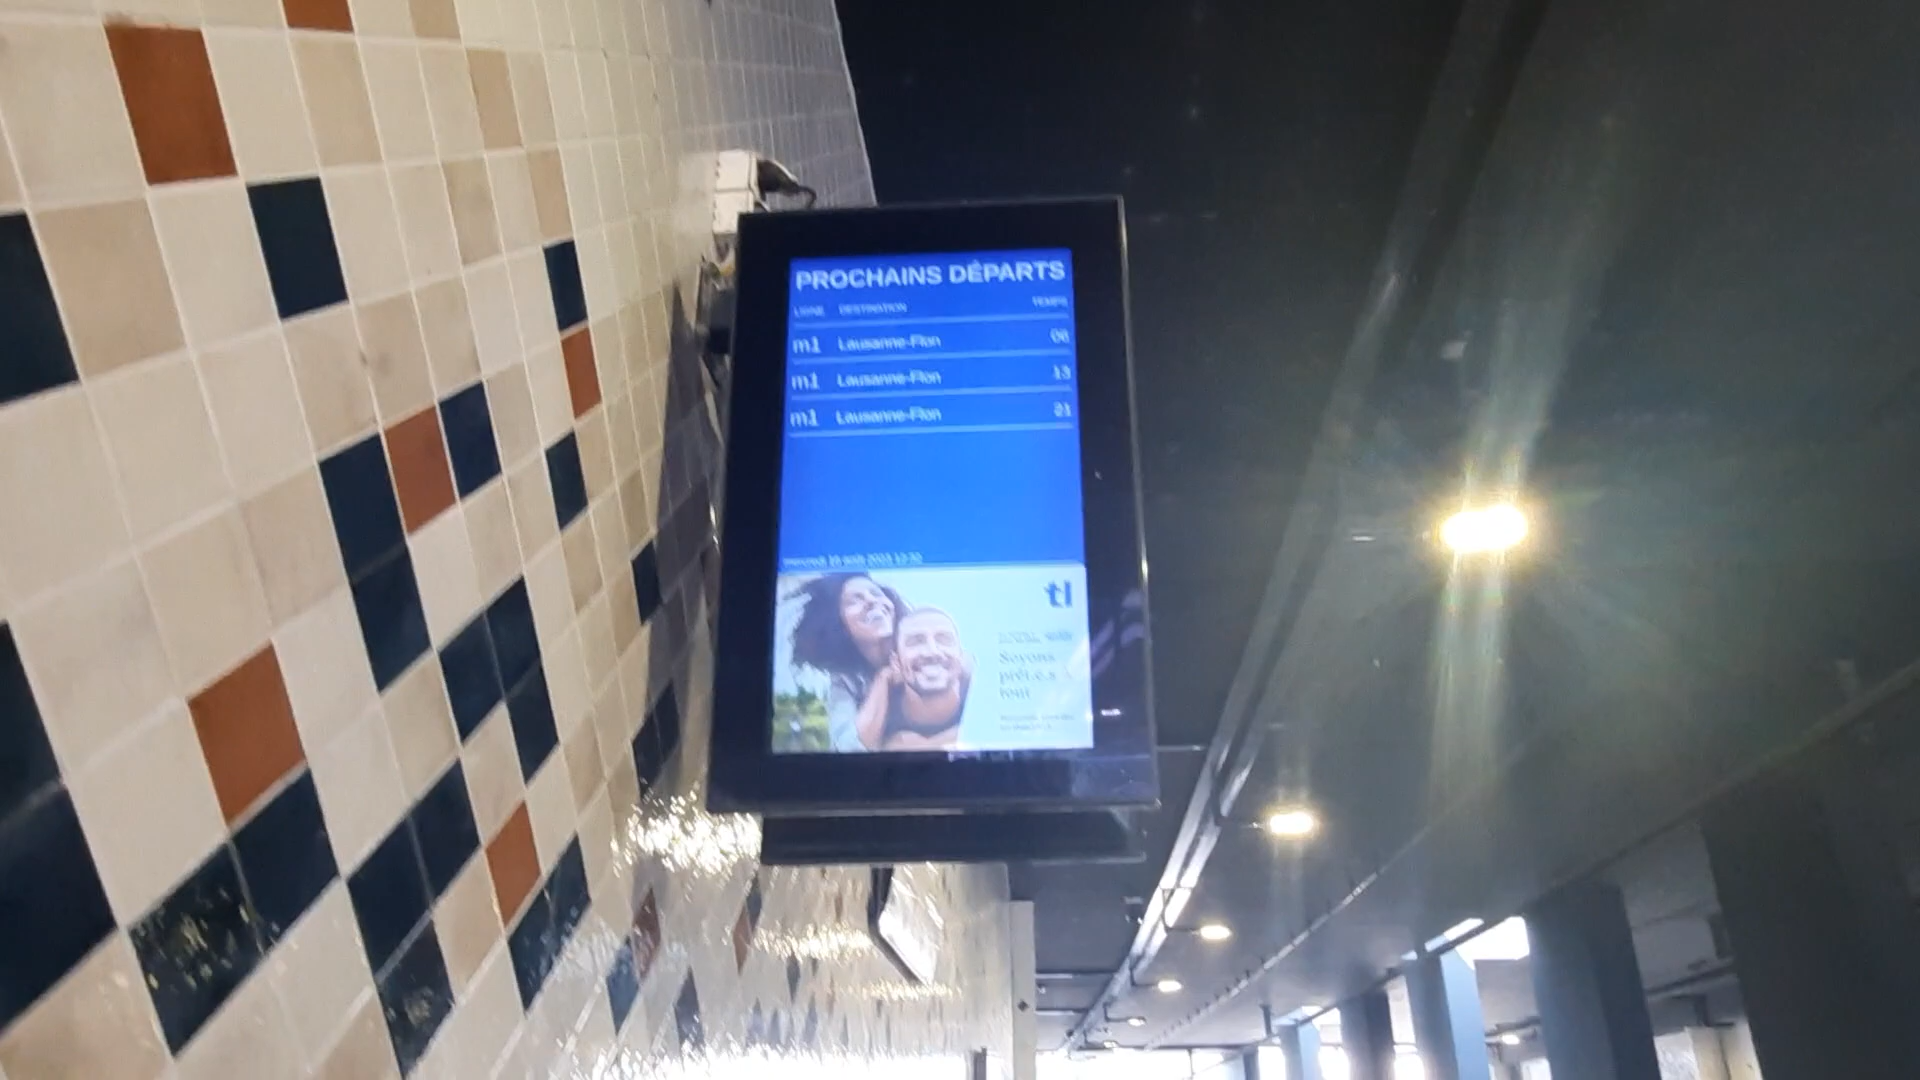 PROCHAINS DÉPARTS
LIGNE DESTINATION TEMPS
m1 Lausanne-Flon 06
m1 Lausanne-Flon 13
m1 Lausanne-Flon 21
tl
Soyons
prêt.e.s à
tout